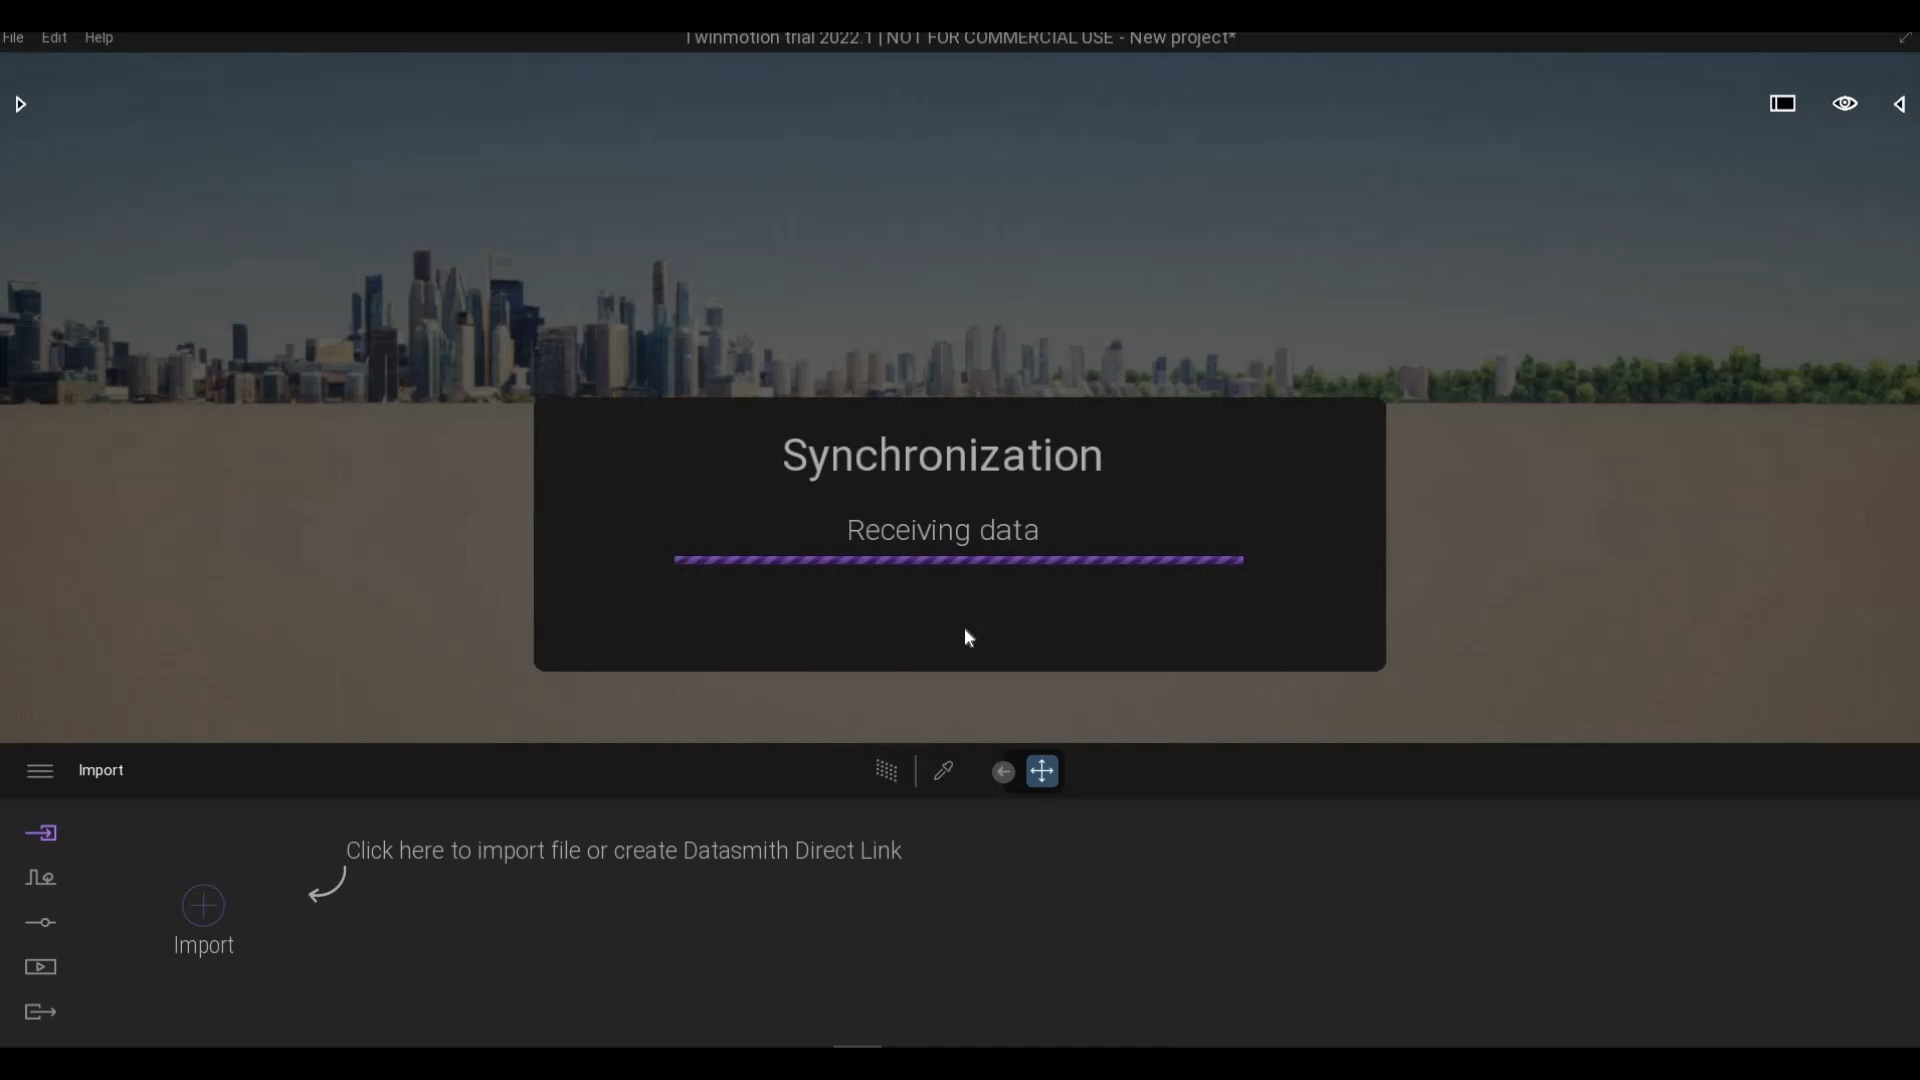 File Edit Help
Twinmotion trial 2022.1 | NOT FOR COMMERCIAL USE - New project*
Synchronization
Receiving data
Import
Click here to import file or create Datasmith Direct Link
Import